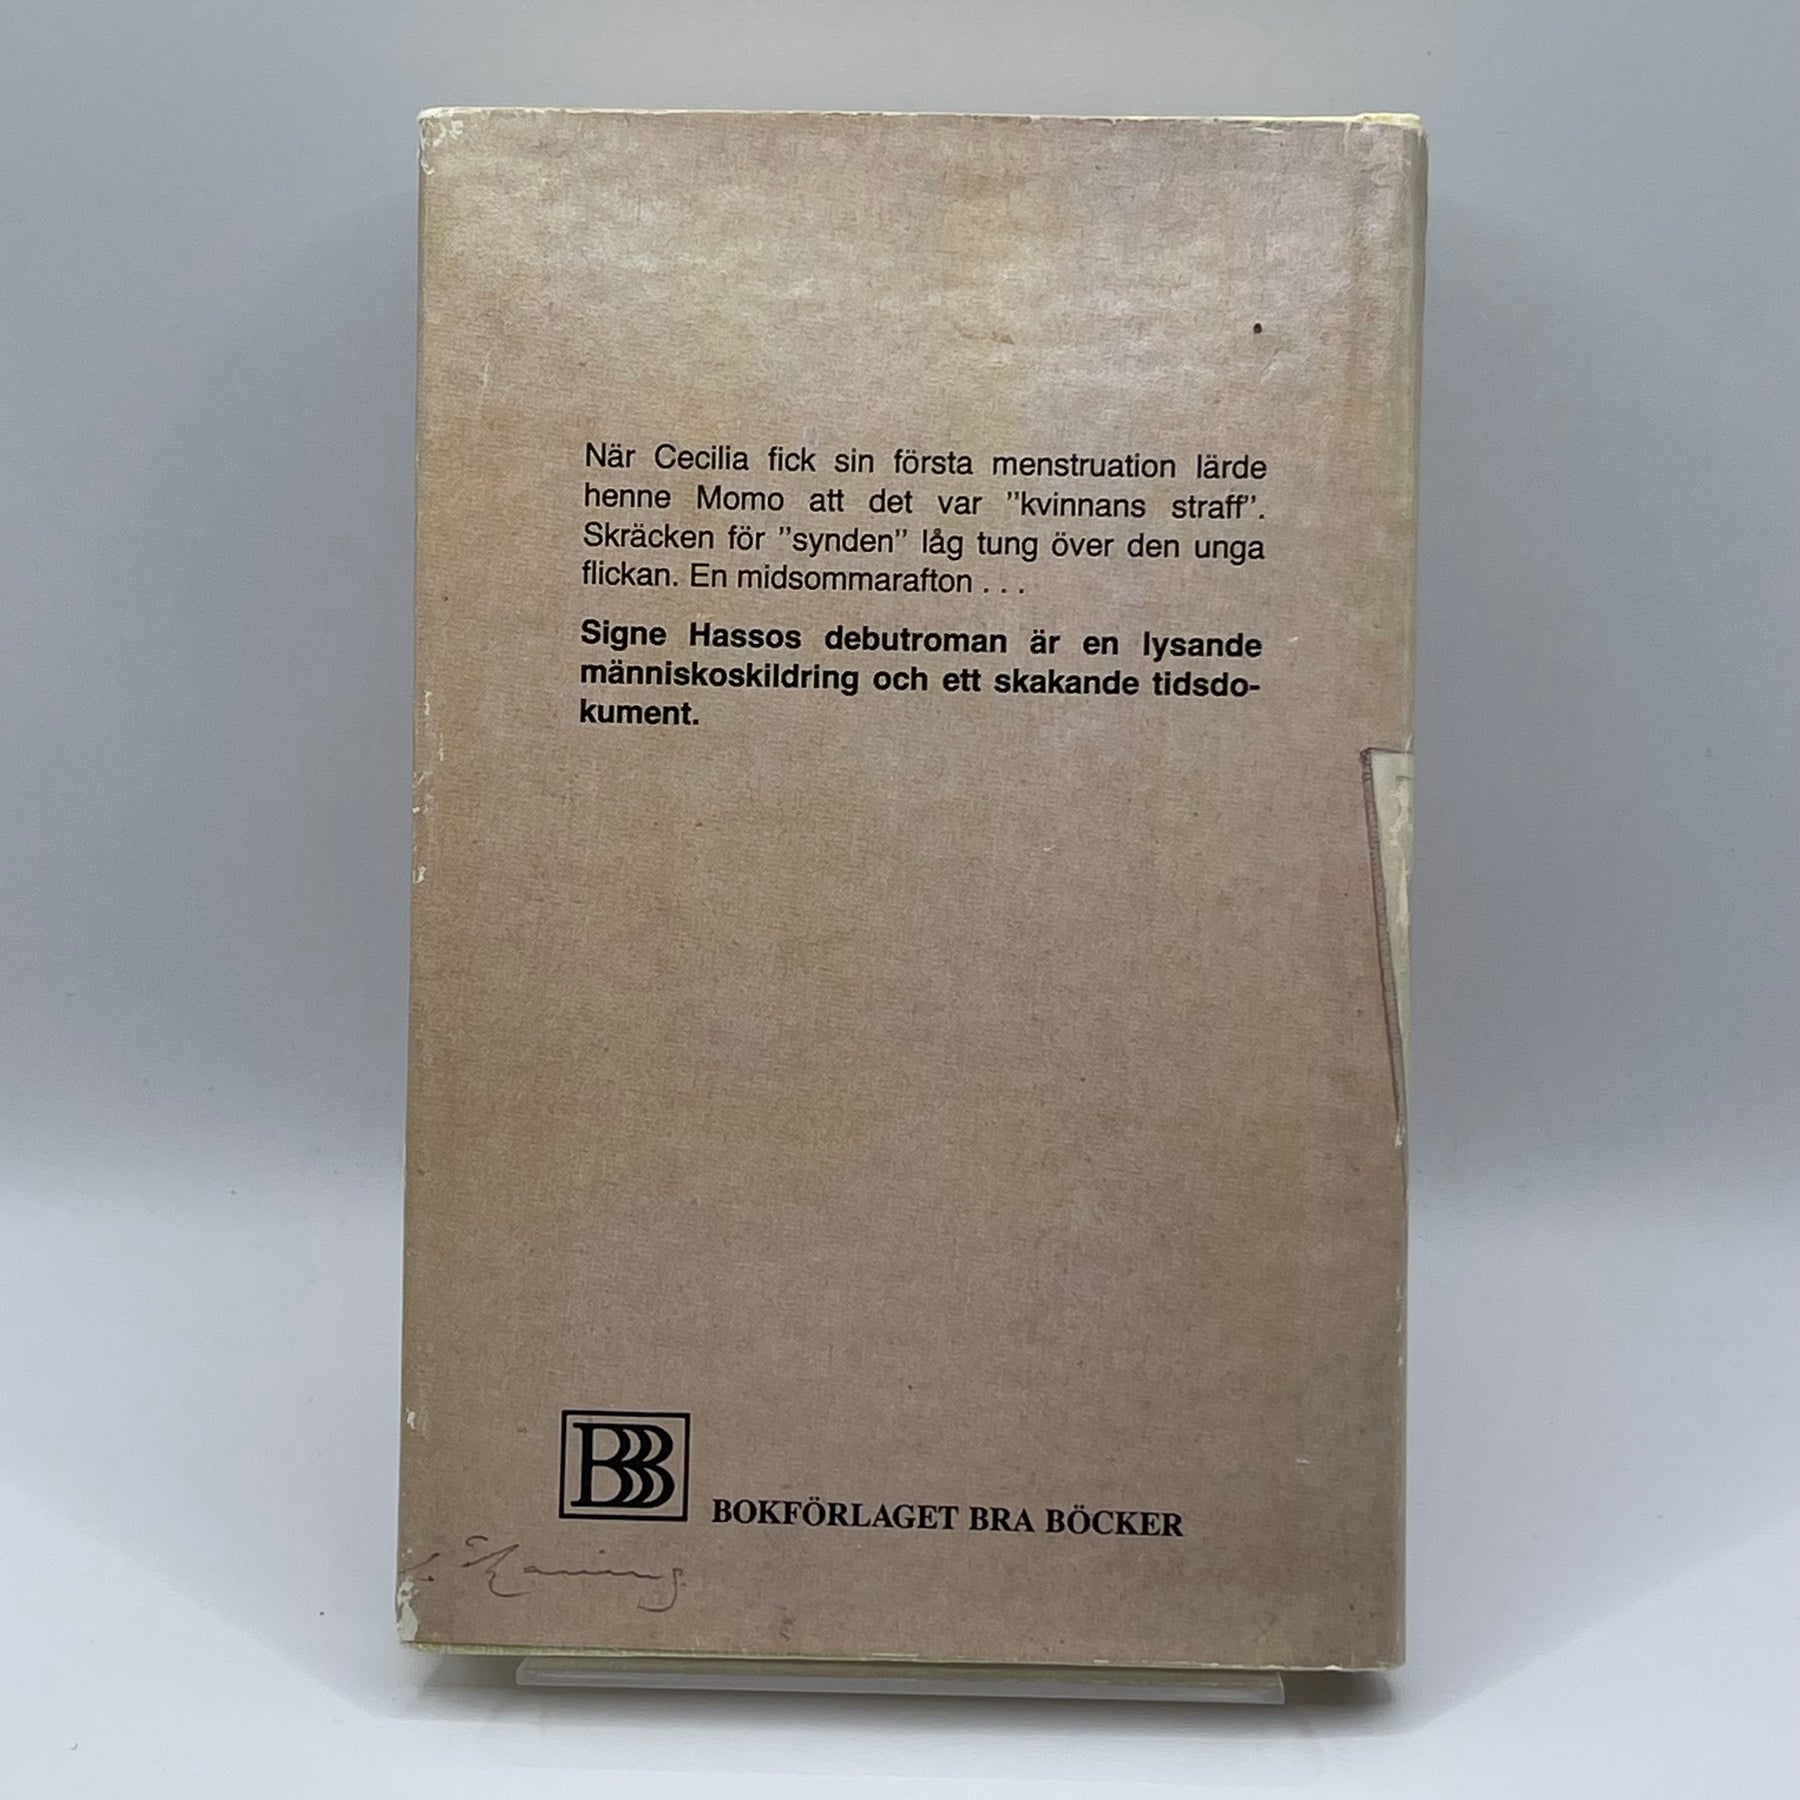 När Cecilia fick sin första menstruation lärde
henne Momo att det var ”kvinnans straff”.
Skräcken för ”synden” låg tung över den unga
flickan. En midsommarafton . . .
Signe Hassos debutroman är en lysande
människoskildring och ett skakande tidsdo-
kument.
BBB
BOKFÖRLAGET BRA BÖCKER